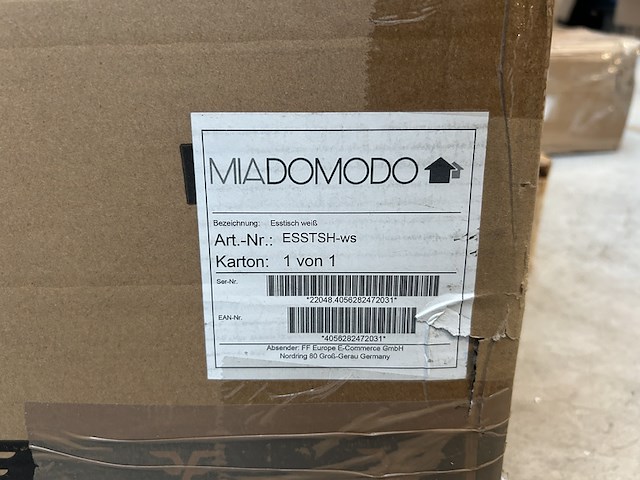 MIADOMODO
Bezeichnung: Esstisch weiß
Art.-Nr.: ESSTSH-ws
Karton: 1 von 1
Ser-Nr.
*22048.4056282472031*
EAN-Nr.
*4056282472031*
Absender: FF Europe E-Commerce GmbH
Nordring 80 Groß-Gerau Germany